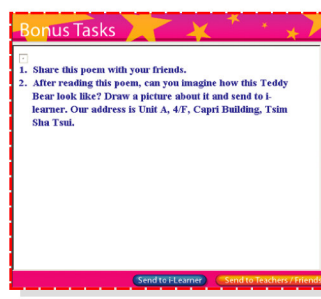 Bonus Tasks
1. Share this poem with your friends.
2. After reading this poem, can you imagine how this Teddy
Bear look like? Draw a picture about it and send to i-
learner. Our address is Unit A, 4/F, Capri Building, Tsim
Sha Tsui.
Send to i-Learner
Send to Teachers / Friends